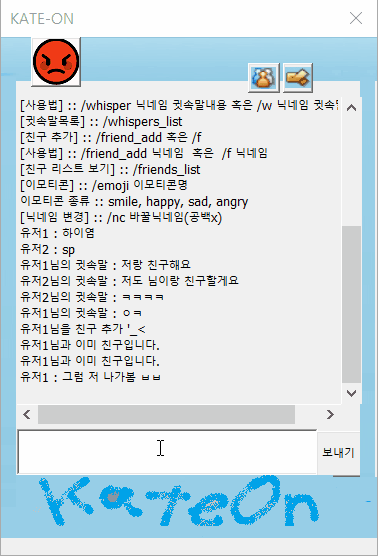 KATE-ON
[사용법] :: /whisper 닉네임 귓속말내용 혹은 /w 닉네임 귓속말
[귓속말목록] :: /whispers_list
[친구 추가] :: /friend_add 혹은 /f
[사용법] :: /friend_add 닉네임 혹은 /f 닉네임
[친구 리스트 보기] :: /friends_list
[이모티콘] :: /emoji 이모티콘명
이모티콘 종류 :: smile, happy, sad, angry
[닉네임 변경] :: /nc 바꿀닉네임(공백x)
유저1 : 하이염
유저2 : sp
유저1님의 귓속말 : 저랑 친구해요
유저2님의 귓속말 : 저도 님이랑 친구할게요
유저2님의 귓속말 : ㅋㅋㅋㅋ
유저1님의 귓속말 : ㅇㅋ
유저1님을 친구 추가 '_<
유저1님과 이미 친구입니다.
유저1님과 이미 친구입니다.
유저1 : 그럼 저 나가봄 ㅂㅂ
보내기
KateOn